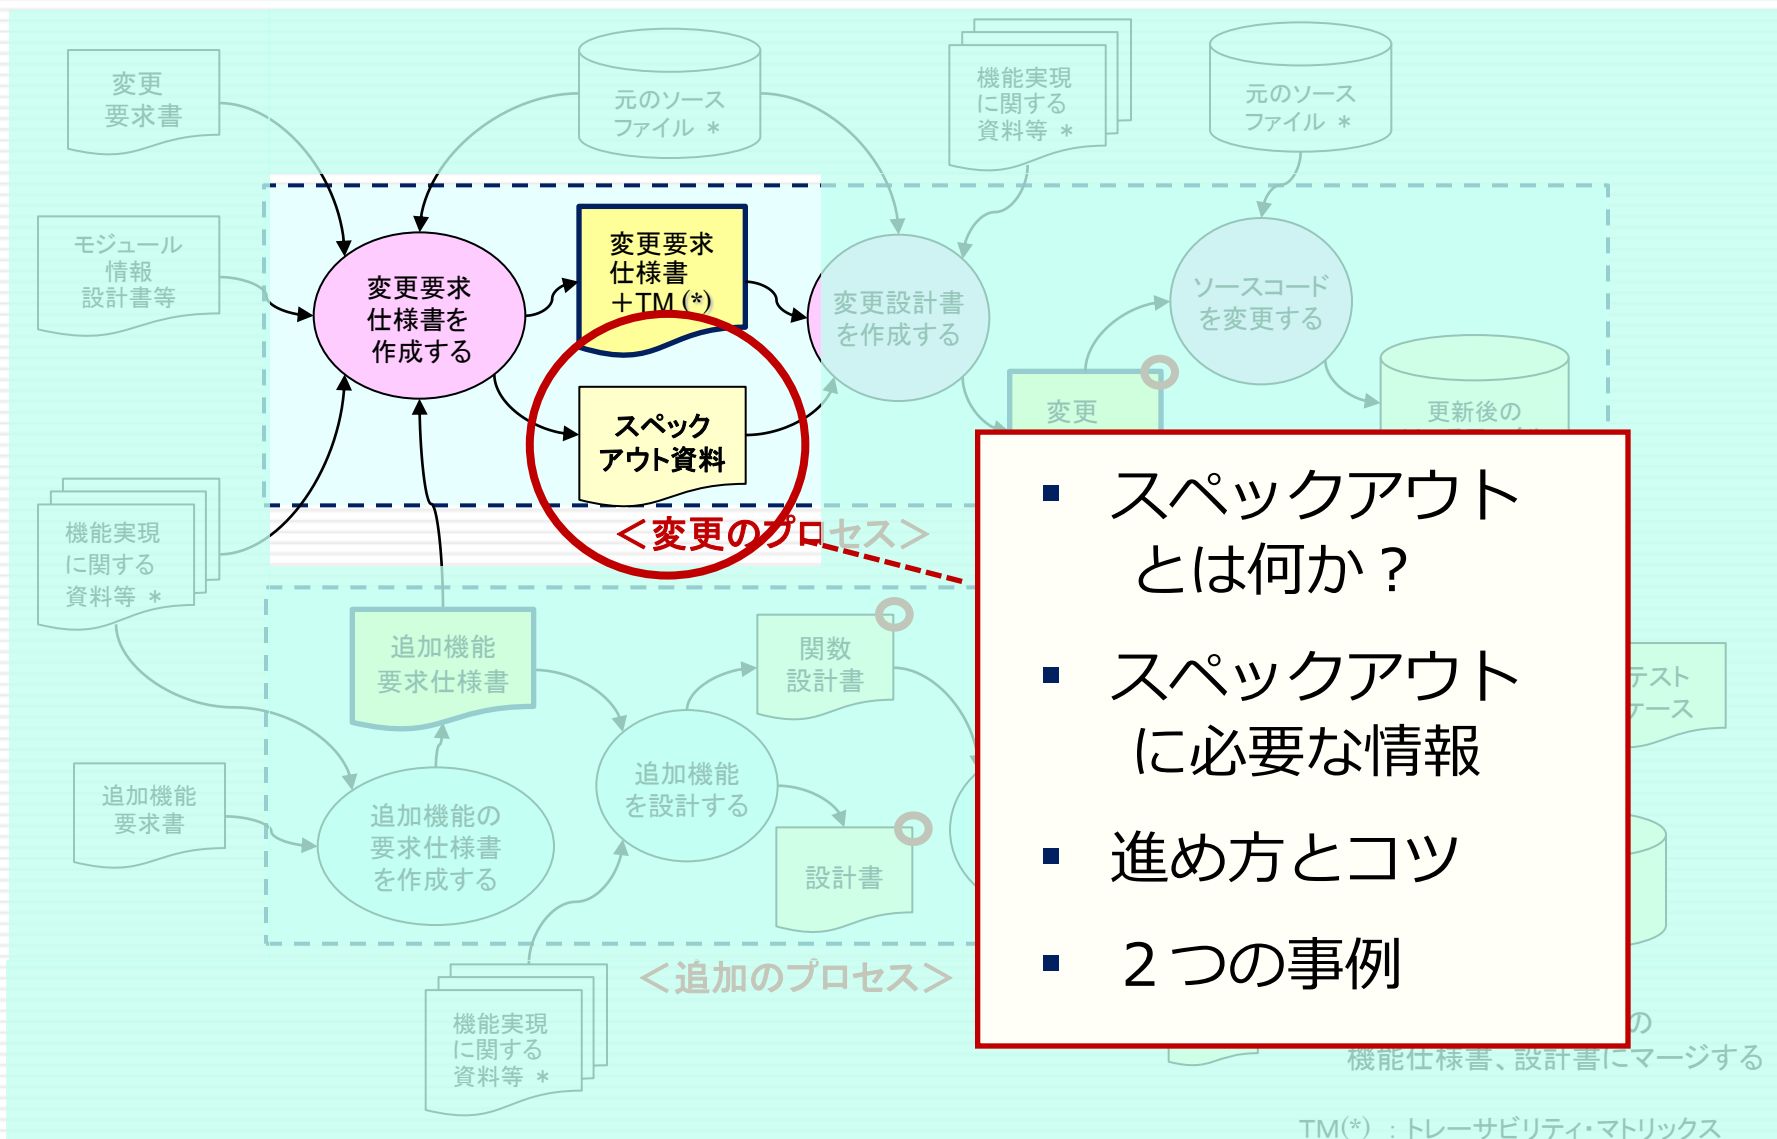 変更
要求書
元のソース
ファイル *
機能実現
に関する
資料等 *
元のソース
ファイル *
モジュール
情報
設計書等
変更要求
仕様書を
作成する
変更要求
仕様書
＋TM (*)
変更設計書
を作成する
ソースコード
を変更する
スペック
アウト資料
変更
更新後の
＜変更のプロセス＞
機能実現
に関する
資料等 *
スペックアウト
とは何か？
スペックアウト
に必要な情報
進め方とコツ
２つの事例
追加機能
要求仕様書
関数
設計書
テスト
ケース
追加機能
要求書
追加機能の
要求仕様書
を作成する
追加機能
を設計する
設計書
＜追加のプロセス＞
機能実現
に関する
資料等 *
の
機能仕様書、設計書にマージする
TM(*) ：トレーサビリティ・マトリックス